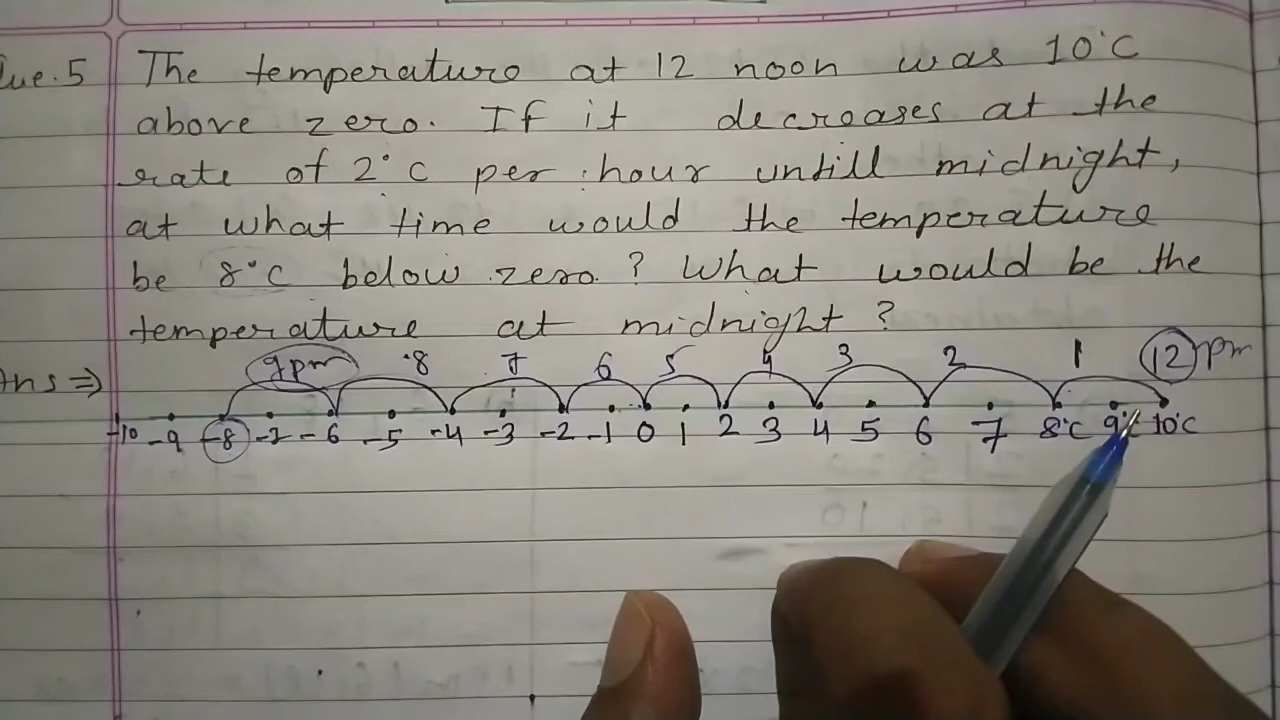 Que.5 The temperature at 12 noon was 10°C
above zero. If it decreases at the
rate of 2°C per hour untill midnight,
at what time would the temperature
be 8°C below zero? What would be the
temperature at midnight?
Ans ⇒ 9pm 8 7 6 5 4 3 2 1 12 pm
-10 -9 -8 -7 -6 -5 -4 -3 -2 -1 0 1 2 3 4 5 6 7 8°C 9°C 10°C